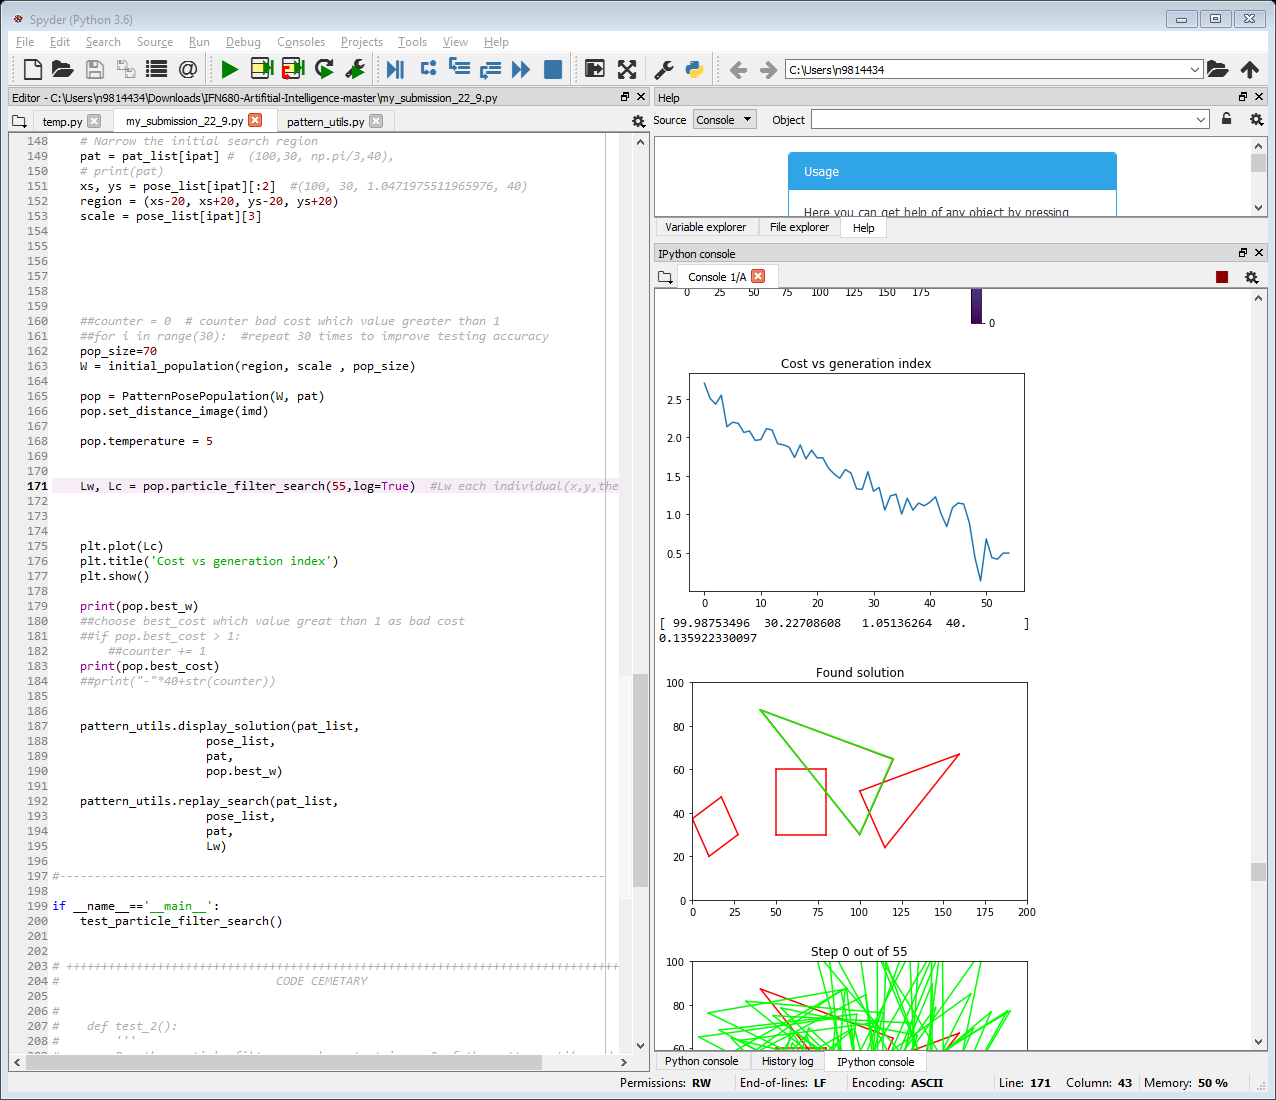 Spyder (Python 3.6)
File Edit Search Source Run Debug Consoles Projects Tools View Help
C:\Users\n9814434
Editor - C:\Users\n9814434\Downloads\IFN680-Artifitial-Intelligence-master\my_submission_22_9.py
temp.py my_submission_22_9.py pattern_utils.py
148 # Narrow the initial search region
149 pat = pat_list[ipat] # (100,30, np.pi/3,40),
150 # print(pat)
151 xs, ys = pose_list[ipat][:2] #(100, 30, 1.0471975511965976, 40)
152 region = (xs-20, xs+20, ys-20, ys+20)
153 scale = pose_list[ipat][3]
154
155
156
157
158
159
160 ##counter = 0 # counter bad cost which value greater than 1
161 ##for i in range(30): #repeat 30 times to improve testing accuracy
162 pop_size=70
163 W = initial_population(region, scale , pop_size)
164
165 pop = PatternPosePopulation(W, pat)
166 pop.set_distance_image(imd)
167
168 pop.temperature = 5
169
170
171 Lw, Lc = pop.particle_filter_search(55,log=True) #Lw each individual(x,y,the
172
173
174
175 plt.plot(Lc)
176 plt.title('Cost vs generation index')
177 plt.show()
178
179 print(pop.best_w)
180 ##choose best_cost which value great than 1 as bad cost
181 ##if pop.best_cost > 1:
182 ##counter += 1
183 print(pop.best_cost)
184 ##print("-"*40+str(counter))
185
186
187 pattern_utils.display_solution(pat_list,
188 pose_list,
189 pat,
190 pop.best_w)
191
192 pattern_utils.replay_search(pat_list,
193 pose_list,
194 pat,
195 Lw)
196
197 #------------------------------------------------------------------------------
198
199 if __name__=='__main__':
200 test_particle_filter_search()
201
202
203 # ++++++++++++++++++++++++++++++++++++++++++++++++++++++++++++++++++++++++++++++
204 # CODE CEMETARY
205
206 #
207 # def test_2():
208 # '''
Help
Source Console Object
Usage
Here you can get help of any object by pressing
Variable explorer File explorer Help
IPython console
Console 1/A
0 25 50 75 100 125 150 175
0
Cost vs generation index
2.5
2.0
1.5
1.0
0.5
0 10 20 30 40 50
[ 99.98753496 30.22708608 1.05136264 40. ]
0.135922330097
Found solution
100
80
60
40
20
0
0 25 50 75 100 125 150 175 200
Step 0 out of 55
100
80
60
Python console History log IPython console
Permissions: RW End-of-lines: LF Encoding: ASCII Line: 171 Column: 43 Memory: 50 %